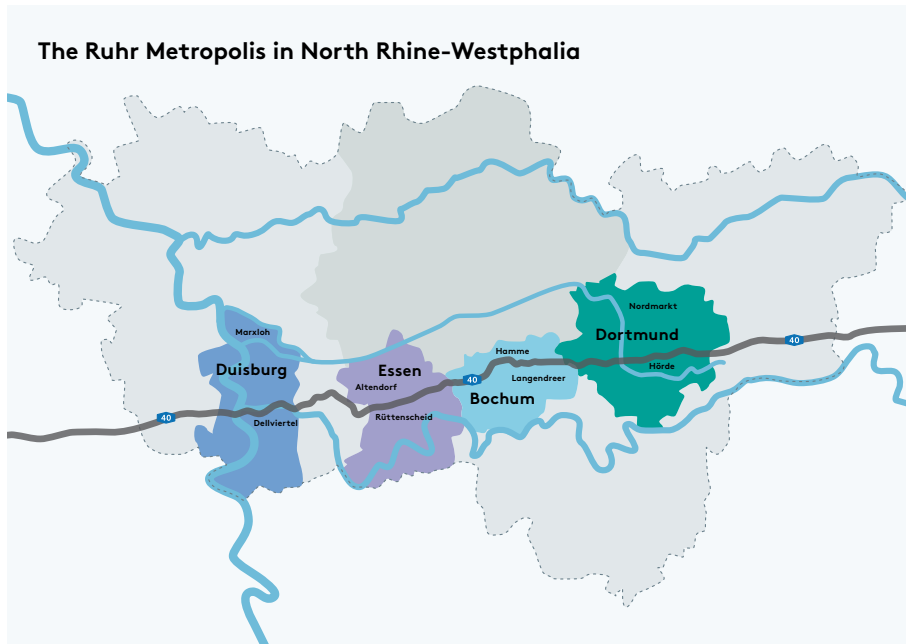 The Ruhr Metropolis in North Rhine-Westphalia
Nordmarkt
Marxloh
Dortmund
40
Hamme
Duisburg
Essen
Hörde
Altendorf
40
Langendreer
Bochum
40
Rüttenscheid
Dellviertel